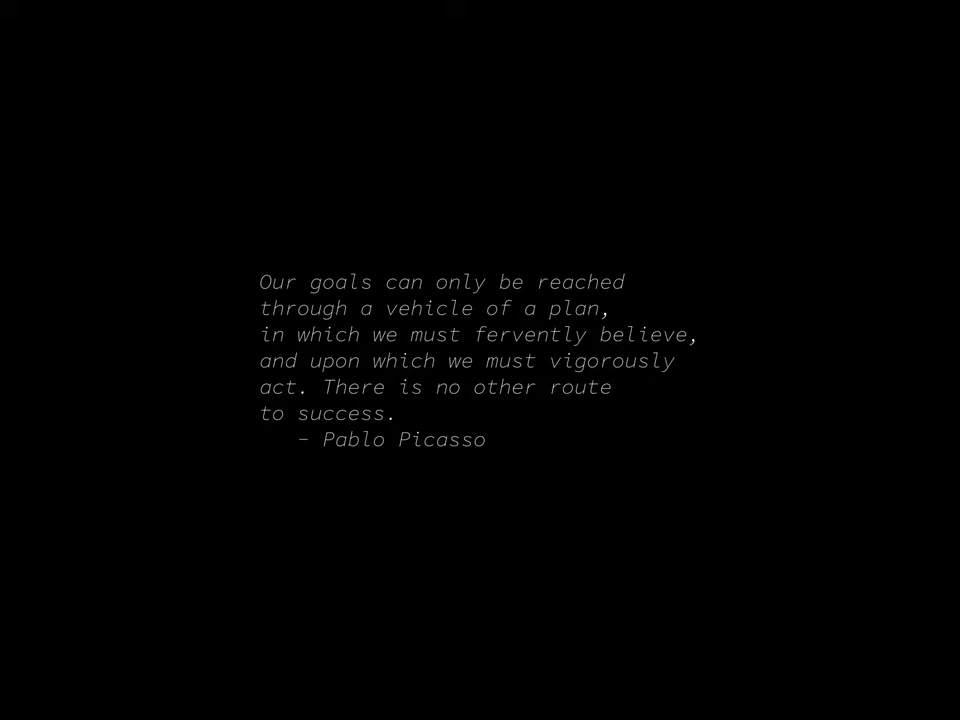 Our goals can only be reached
through a vehicle of a plan,
in which we must fervently believe,
and upon which we must vigorously
act. There is no other route
to success.
- Pablo Picasso